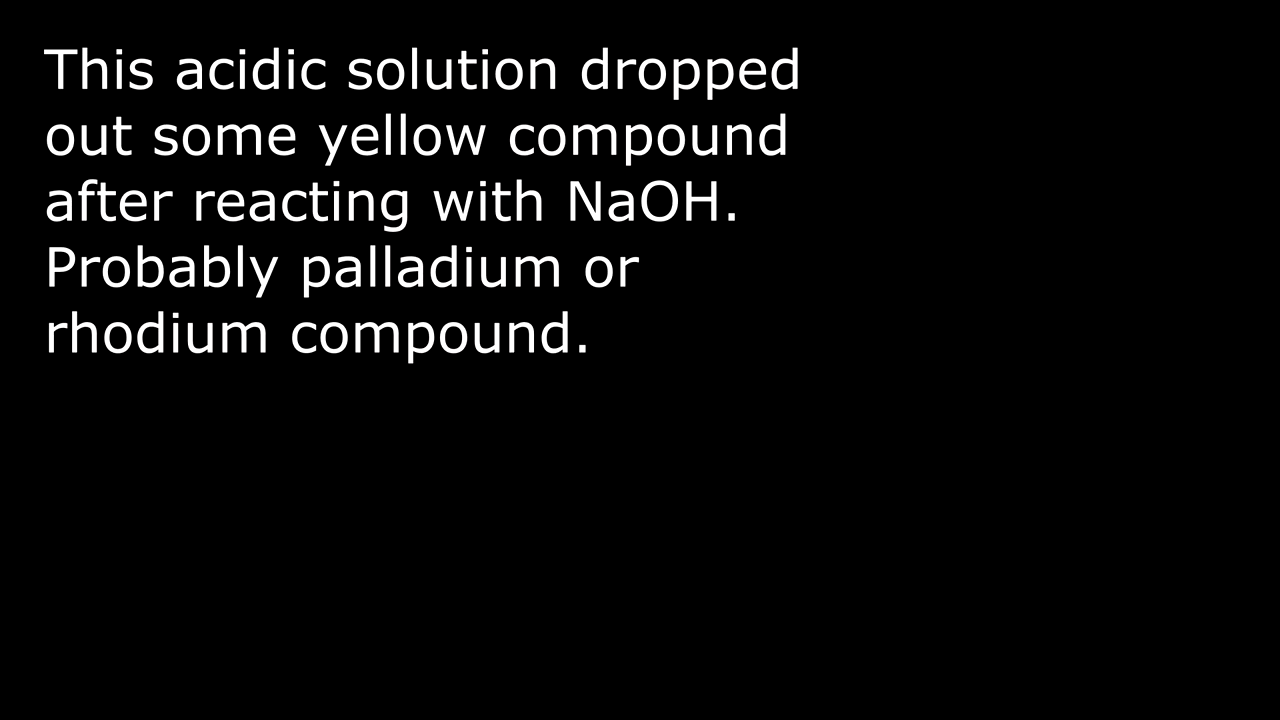 This acidic solution dropped
out some yellow compound
after reacting with NaOH.
Probably palladium or
rhodium compound.